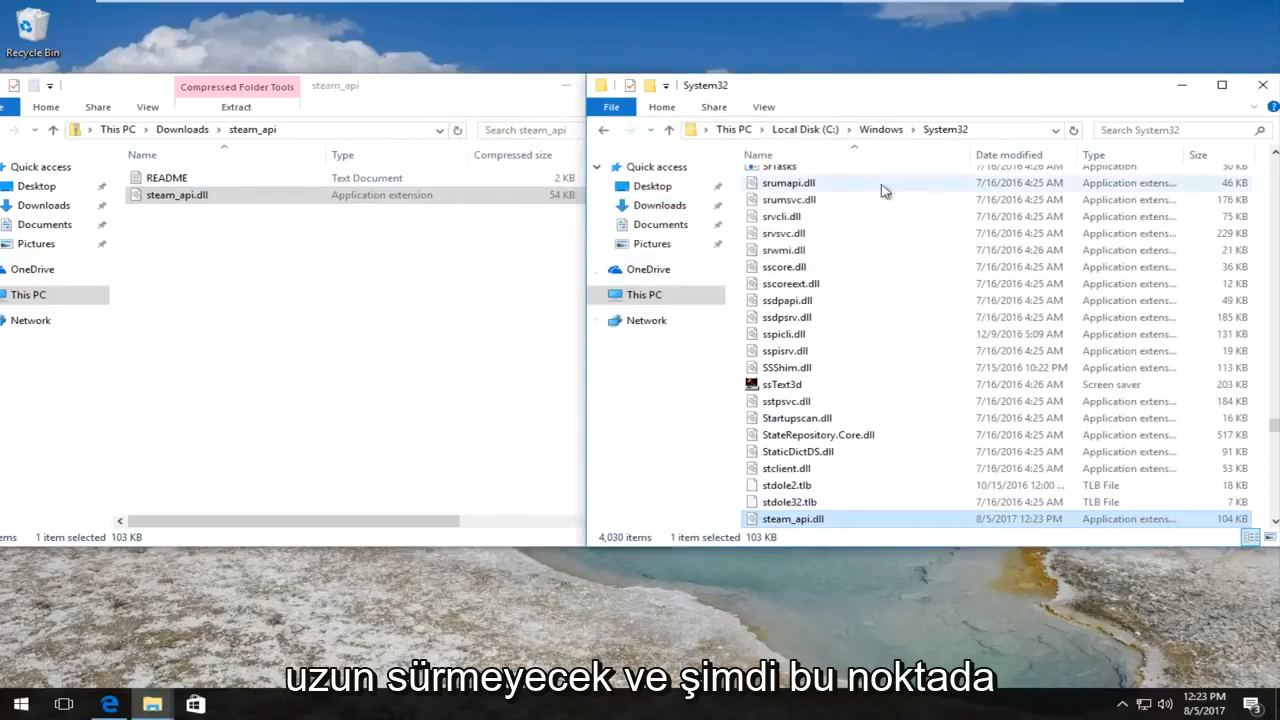 Recycle Bin
Compressed Folder Tools
steam_api
Home
Share
View
Extract
This PC
Downloads
steam_api
Search steam_api
Name
Type
Compressed size
Quick access
Desktop
Downloads
Documents
Pictures
OneDrive
This PC
Network
README Text Document 2 KB
steam_api.dll Application extension 54 KB
1 item selected 103 KB
System32
File
Home
Share
View
This PC
Local Disk (C:)
Windows
System32
Search System32
Quick access
Desktop
Downloads
Documents
Pictures
OneDrive
This PC
Network
Name
Date modified
Type
Size
srumapi.dll 7/16/2016 4:25 AM Application extens... 46 KB
srumsvc.dll 7/16/2016 4:25 AM Application extens... 176 KB
srvcli.dll 7/16/2016 4:25 AM Application extens... 75 KB
srvsvc.dll 7/16/2016 4:25 AM Application extens... 229 KB
srwmi.dll 7/16/2016 4:26 AM Application extens... 21 KB
sscore.dll 7/16/2016 4:25 AM Application extens... 36 KB
sscoreext.dll 7/16/2016 4:25 AM Application extens... 12 KB
ssdpapi.dll 7/16/2016 4:25 AM Application extens... 49 KB
ssdpsrv.dll 7/16/2016 4:25 AM Application extens... 185 KB
sspicli.dll 12/9/2016 5:09 AM Application extens... 132 KB
sspisrv.dll 7/16/2016 4:25 AM Application extens... 19 KB
SSShim.dll 7/15/2016 10:22 PM Application extens... 113 KB
ssText3d 7/16/2016 4:26 AM Screen saver 203 KB
sstpsvc.dll 7/16/2016 4:25 AM Application extens... 184 KB
Startupscan.dll 7/16/2016 4:25 AM Application extens... 16 KB
StateRepository.Core.dll 7/16/2016 4:25 AM Application extens... 517 KB
StaticDictDS.dll 7/16/2016 4:25 AM Application extens... 91 KB
stclient.dll 7/16/2016 4:25 AM Application extens... 53 KB
stdole2.tlb 10/15/2016 12:00 ... TLB File 18 KB
stdole32.tlb 7/16/2016 4:25 AM TLB File 7 KB
steam_api.dll 8/5/2017 12:23 PM Application extens... 104 KB
4,030 items 1 item selected 103 KB
uzun sürmeyecek ve şimdi bu noktada
12:23 PM
8/5/2017
3